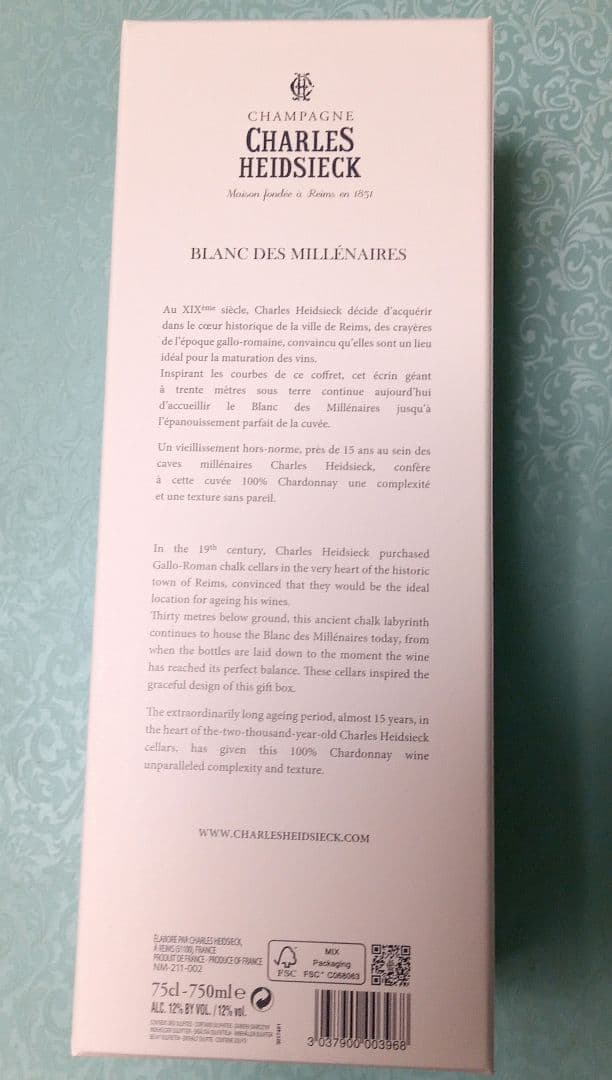 CHAMPAGNE
CHARLES
HEIDSIECK
Maison fondée à Reims en 1851
BLANC DES MILLÉNAIRES
Au XIXème siècle, Charles Heidsieck décide d'acquérir
dans le cœur historique de la ville de Reims, des crayères
de l'époque gallo-romaine, convaincu qu'elles sont un lieu
idéal pour la maturation des vins.
Inspirant les courbes de ce coffret, cet écrin géant
à trente mètres sous terre continue aujourd'hui
d'accueillir le Blanc des Millénaires jusqu'à
l'épanouissement parfait de la cuvée.
Un vieillissement hors-norme, près de 15 ans au sein des
caves millénaires Charles Heidsieck, confère
à cette cuvée 100% Chardonnay une complexité
et une texture sans pareil.
In the 19th century, Charles Heidsieck purchased
Gallo-Roman chalk cellars in the very heart of the historic
town of Reims, convinced that they would be the ideal
location for ageing his wines.
Thirty metres below ground, this ancient chalk labyrinth
continues to house the Blanc des Millénaires today, from
when the bottles are laid down to the moment the wine
has reached its perfect balance. These cellars inspired the
graceful design of this gift box.
The extraordinarily long ageing period, almost 15 years, in
the heart of the-two-thousand-year-old Charles Heidsieck
cellars, has given this 100% Chardonnay wine
unparalleled complexity and texture.
WWW.CHARLESHEIDSIECK.COM
ÉLABORÉ PAR CHARLES HEIDSIECK,
À REIMS (51100), FRANCE
PRODUIT DE FRANCE - PRODUCE OF FRANCE
NM-211-002
FSC
MIX
Packaging
FSC® C068063
75cl - 750ml e
ALC. 12% BY VOL. / 12% vol.
3 037900 003968